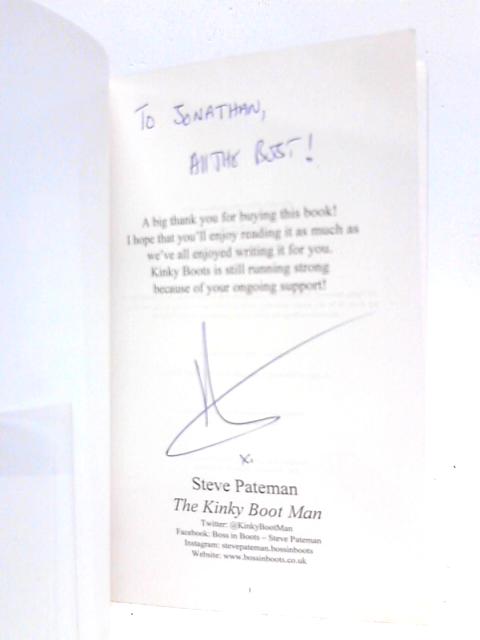 To JONATHAN,
All THE BEST!
A big thank you for buying this book!
I hope that you'll enjoy reading it as much as
we've all enjoyed writing it for you.
Kinky Boots is still running strong
because of your ongoing support!
x.
Steve Pateman
The Kinky Boot Man
Twitter: @KinkyBootMan
Facebook: Boss in Boots – Steve Pateman
Instagram: stevepateman.bossinboots
Website: www.bossinboots.co.uk
1